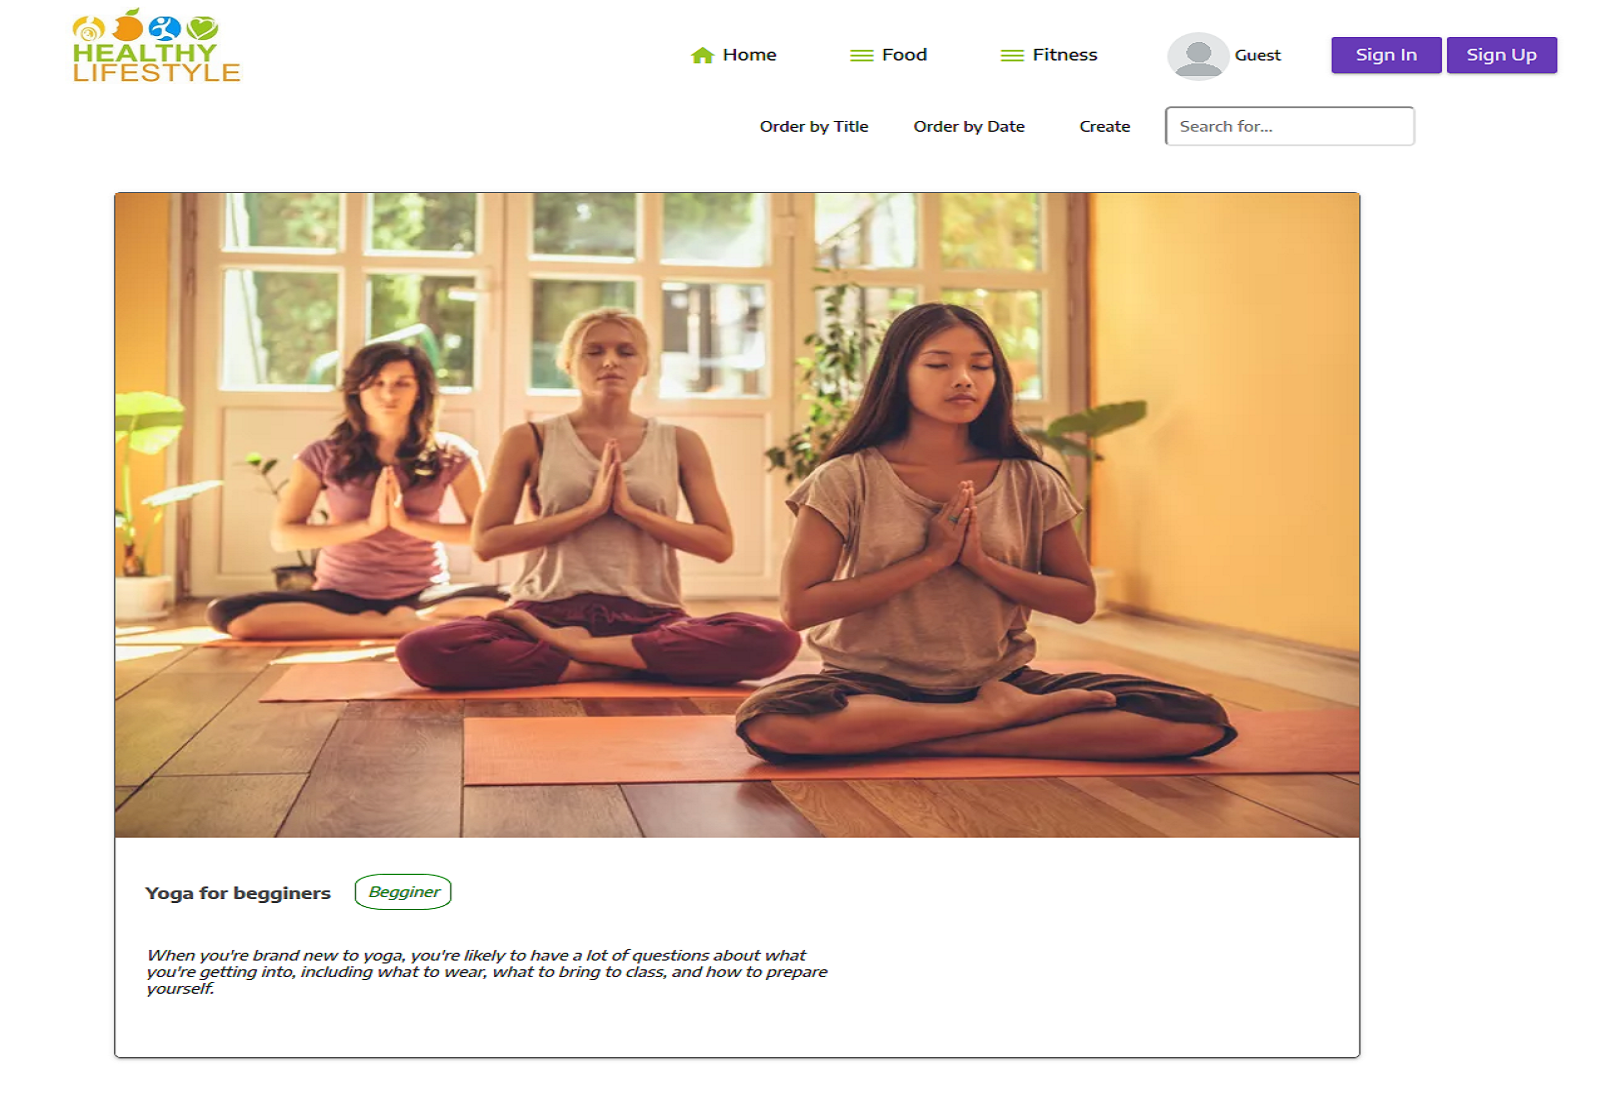 HEALTHY
LIFESTYLE
Home
Food
Fitness
Guest
Sign In
Sign Up
Order by Title
Order by Date
Create
Search for...
Yoga for begginers
Begginer
When you're brand new to yoga, you're likely to have a lot of questions about what
you're getting into, including what to wear, what to bring to class, and how to prepare
yourself.